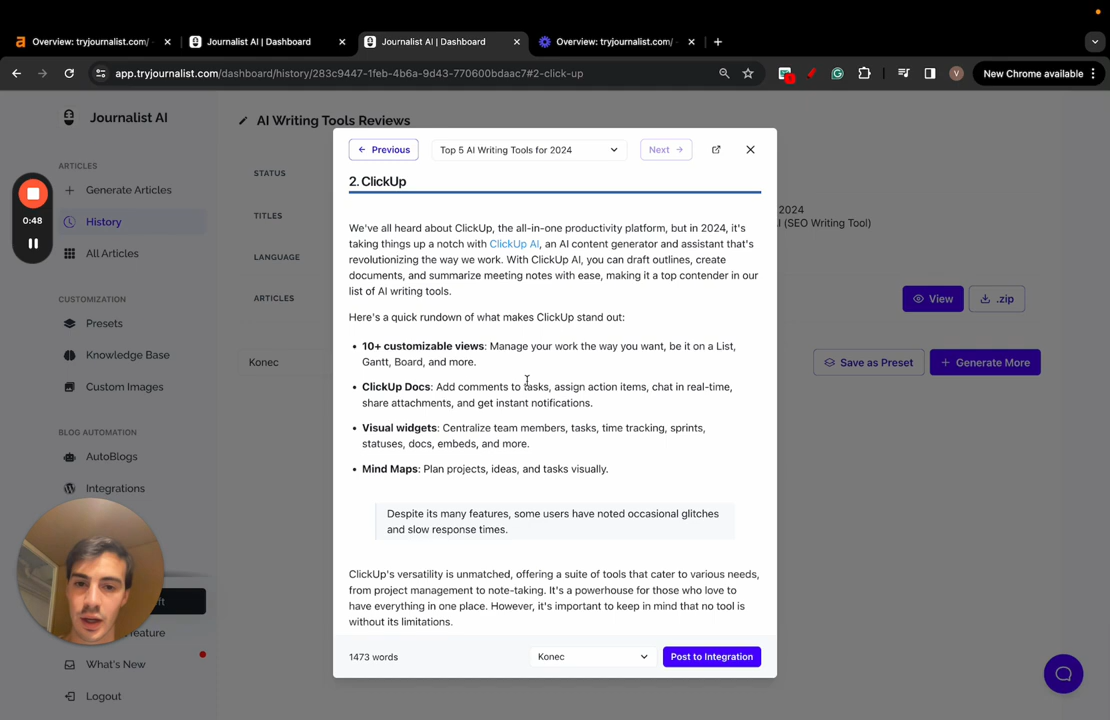 Overview: tryjournalist.com/
Journalist AI | Dashboard
Journalist AI | Dashboard
Overview: tryjournalist.com/
app.tryjournalist.com/dashboard/history/283c9447-1feb-4b6a-9d43-770600bdaac7#2-click-up
V
New Chrome available
Journalist AI
ARTICLES
Generate Articles
History
All Articles
CUSTOMIZATION
Presets
Knowledge Base
Custom Images
BLOG AUTOMATION
AutoBlogs
Integrations
What's New
Logout
0:48
AI Writing Tools Reviews
STATUS
TITLES
2024
(SEO Writing Tool)
LANGUAGE
ARTICLES
View
.zip
Konec
Save as Preset
Generate More
Previous
Top 5 AI Writing Tools for 2024
Next
2. ClickUp
We've all heard about ClickUp, the all-in-one productivity platform, but in 2024, it's
taking things up a notch with ClickUp AI, an AI content generator and assistant that's
revolutionizing the way we work. With ClickUp AI, you can draft outlines, create
documents, and summarize meeting notes with ease, making it a top contender in our
list of AI writing tools.
Here's a quick rundown of what makes ClickUp stand out:
• 10+ customizable views: Manage your work the way you want, be it on a List,
Gantt, Board, and more.
• ClickUp Docs: Add comments to tasks, assign action items, chat in real-time,
share attachments, and get instant notifications.
• Visual widgets: Centralize team members, tasks, time tracking, sprints,
statuses, docs, embeds, and more.
• Mind Maps: Plan projects, ideas, and tasks visually.
Despite its many features, some users have noted occasional glitches
and slow response times.
ClickUp's versatility is unmatched, offering a suite of tools that cater to various needs,
from project management to note-taking. It's a powerhouse for those who love to
have everything in one place. However, it's important to keep in mind that no tool is
without its limitations.
1473 words
Konec
Post to Integration